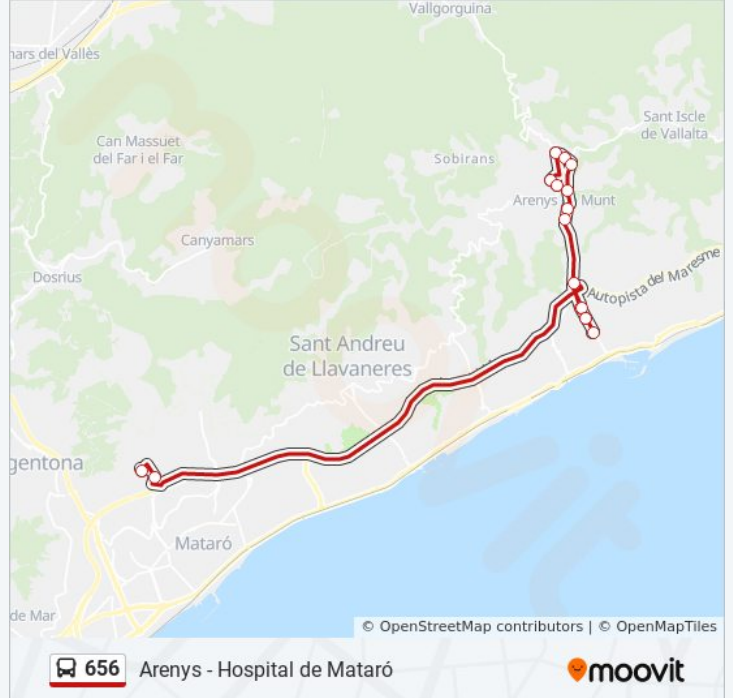 Vallgorguina
nars del Vallès
Sant Iscle
de Vallalta
Can Massuet
del Far i el Far
Sobirans
Arenys Munt
Canyamars
Dosrius
Autopista del Maresme
Sant Andreu
de Llavaneres
gentona
Mataró
de Mar
© OpenStreetMap contributors | © OpenMapTiles
656 Arenys - Hospital de Mataró
moovit